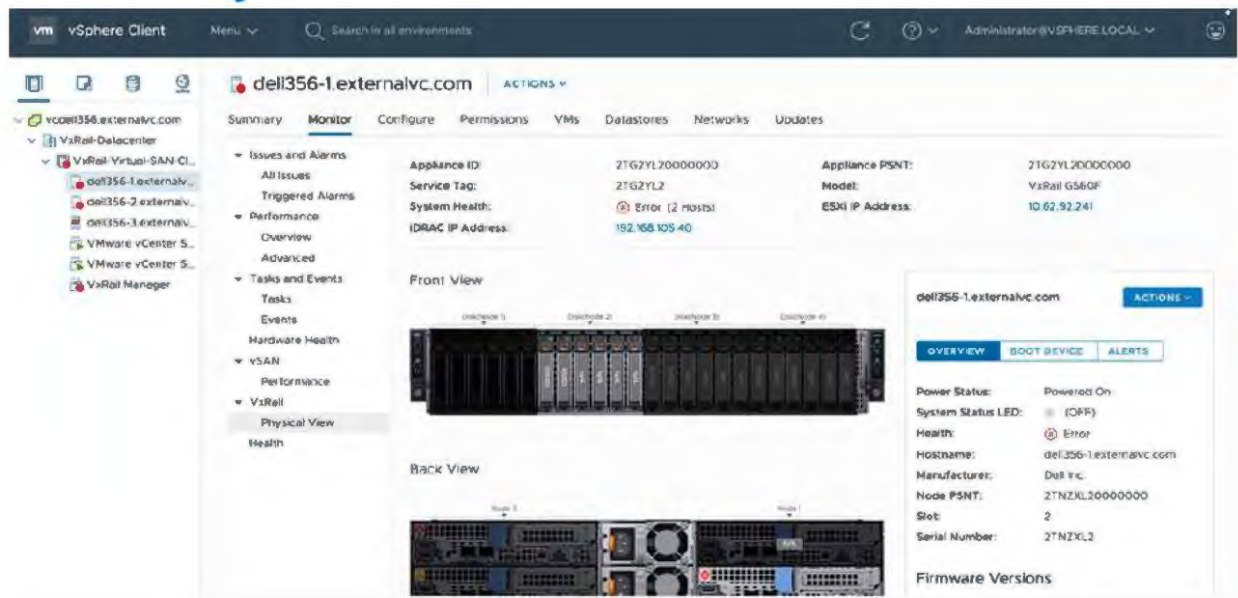 vm vSphere Client Menu Search in all environments Administrator@VSPHERE.LOCAL
dell356-1.externalvc.com ACTIONS
vcdell356.externalvc.com
VxRail-Datacenter
VxRail-Virtual-SAN-Cl...
dell356-1.externalv...
dell356-2.externalv...
dell356-3.externalv...
VMware vCenter S...
VMware vCenter S...
VxRail Manager
Summary Monitor Configure Permissions VMs Datastores Networks Updates
Issues and Alarms
All Issues
Triggered Alarms
Performance
Overview
Advanced
Tasks and Events
Tasks
Events
Hardware Health
vSAN
Performance
VxRail
Physical View
Health
Appliance ID: 2TG2YL20000000 Appliance PSNT: 2TG2YL20000000
Service Tag: 2TG2YL2 Model: VxRail G560F
System Health: Error (2 Hosts) ESXi IP Address: 10.62.92.241
iDRAC IP Address: 192.168.105.40
Front View
Back View
Node 1
dell356-1.externalvc.com ACTIONS
OVERVIEW BOOT DEVICE ALERTS
Power Status: Powered On
System Status LED: (OFF)
Health: Error
Hostname: dell356-1.externalvc.com
Manufacturer: Dell Inc.
Node PSNT: 2TNZXL20000000
Slot: 2
Serial Number: 2TNZXL2
Firmware Versions